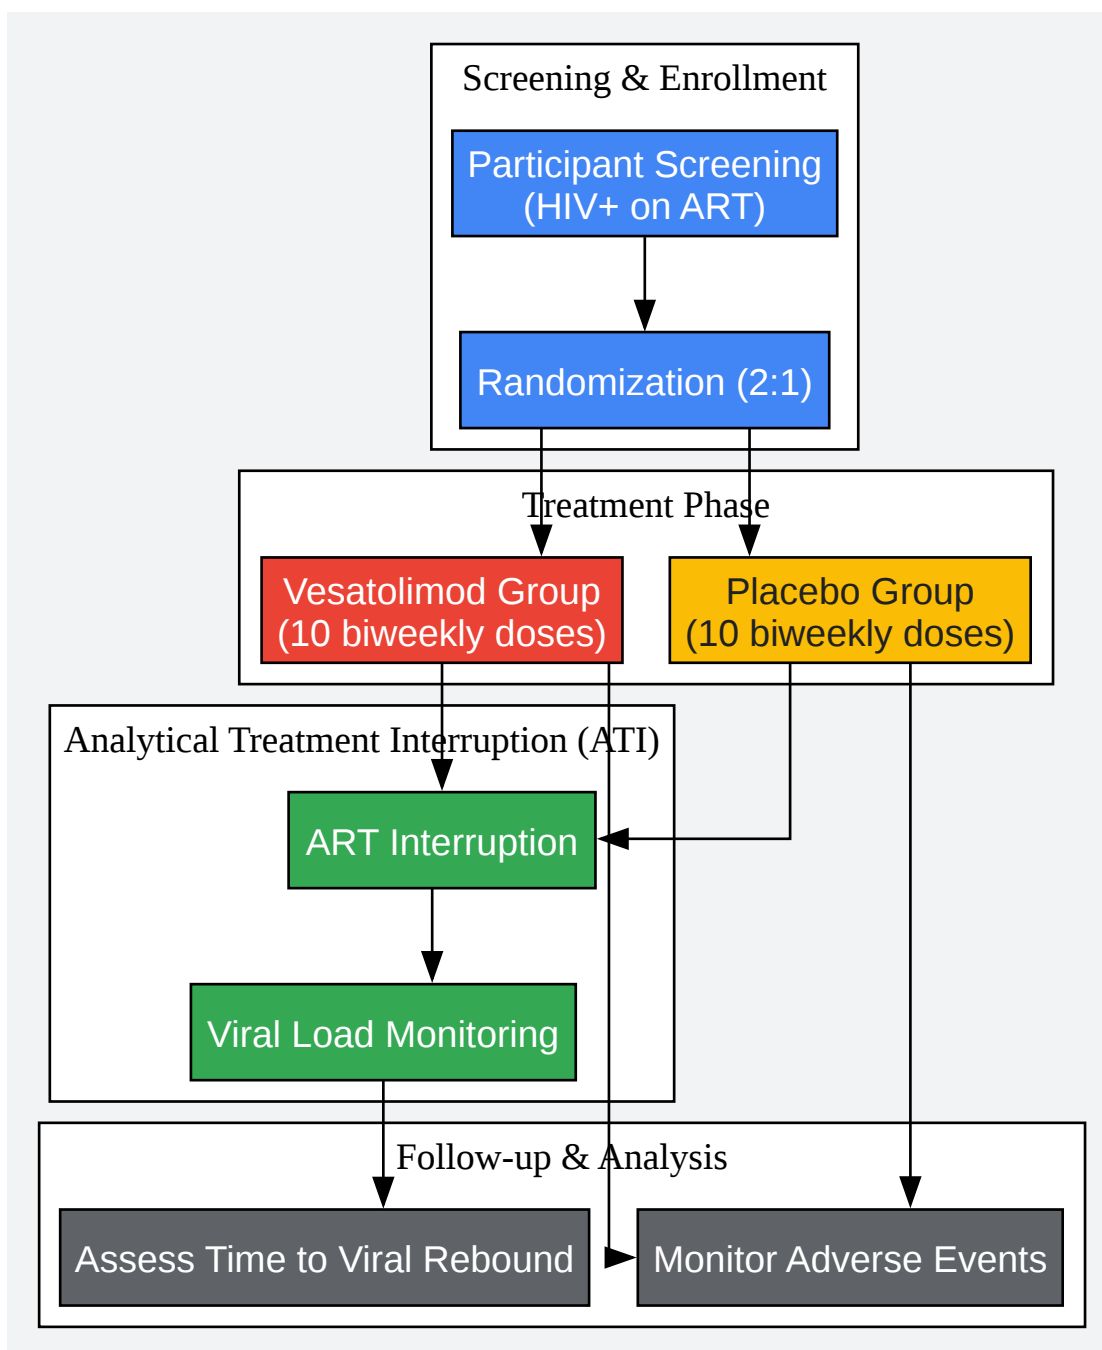 Screening & Enrollment
Participant Screening
(HIV+ on ART)
Randomization (2:1)
Treatment Phase
Vesatolimod Group
(10 biweekly doses)
Placebo Group
(10 biweekly doses)
Analytical Treatment Interruption (ATI)
ART Interruption
Viral Load Monitoring
Follow-up & Analysis
Assess Time to Viral Rebound
Monitor Adverse Events